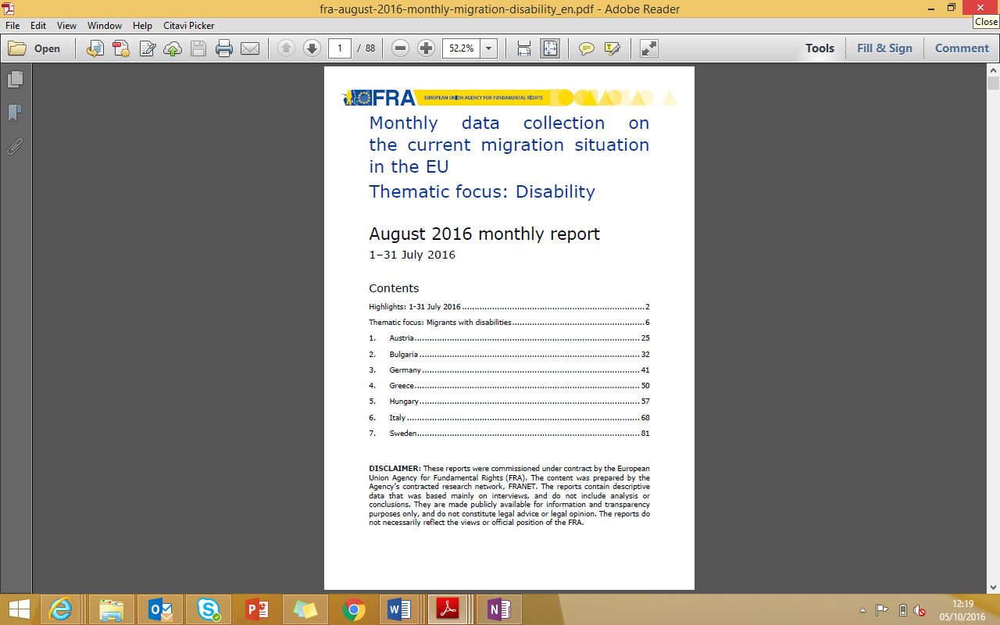 fra-august-2016-monthly-migration-disability_en.pdf - Adobe Reader
Close
File Edit View Window Help Citavi Picker
Open 1 / 88 52.2% Tools Fill & Sign Comment
FRA EUROPEAN UNION AGENCY FOR FUNDAMENTAL RIGHTS
Monthly data collection on
the current migration situation
in the EU
Thematic focus: Disability
August 2016 monthly report
1–31 July 2016
Contents
Highlights: 1-31 July 2016 ........ 2
Thematic focus: Migrants with disabilities ........ 6
1. Austria ........ 25
2. Bulgaria ........ 32
3. Germany ........ 41
4. Greece ........ 50
5. Hungary ........ 57
6. Italy ........ 68
7. Sweden ........ 81
DISCLAIMER: These reports were commissioned under contract by the European
Union Agency for Fundamental Rights (FRA). The content was prepared by the
Agency’s contracted research network, FRANET. The reports contain descriptive
data that was based mainly on interviews, and do not include analysis or
conclusions. They are made publicly available for information and transparency
purposes only, and do not constitute legal advice or legal opinion. The reports do
not necessarily reflect the views or official position of the FRA.
12:19
05/10/2016